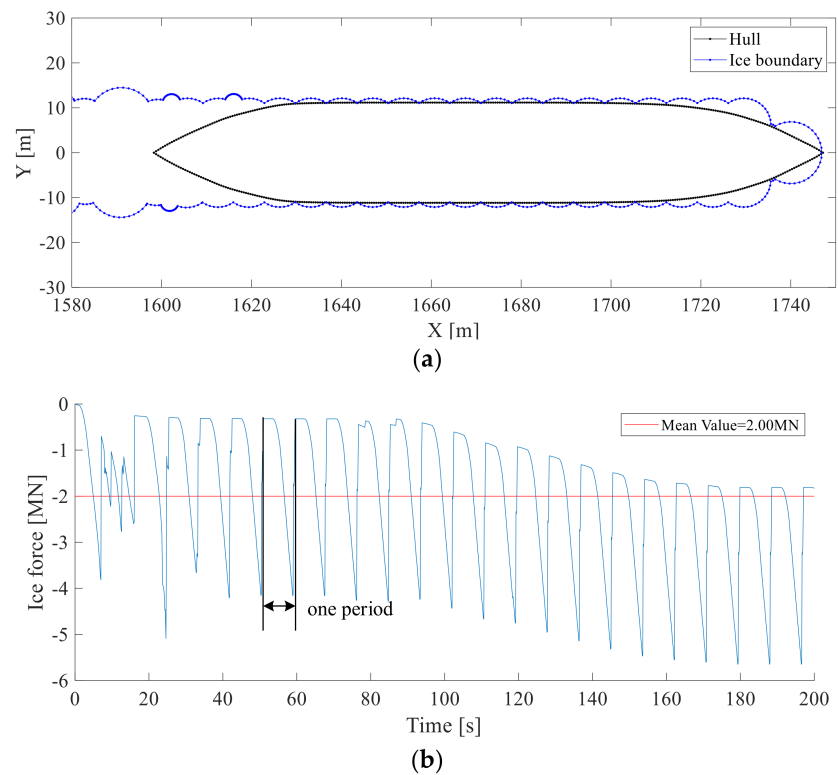 30
20
10
0
-10
-20
-30
Y [m]
Hull
Ice boundary
1580 1600 1620 1640 1660 1680 1700 1720 1740
X [m]
(a)
0
-1
-2
-3
-4
-5
-6
Ice force [MN]
Mean Value=2.00MN
one period
0 20 40 60 80 100 120 140 160 180 200
Time [s]
(b)